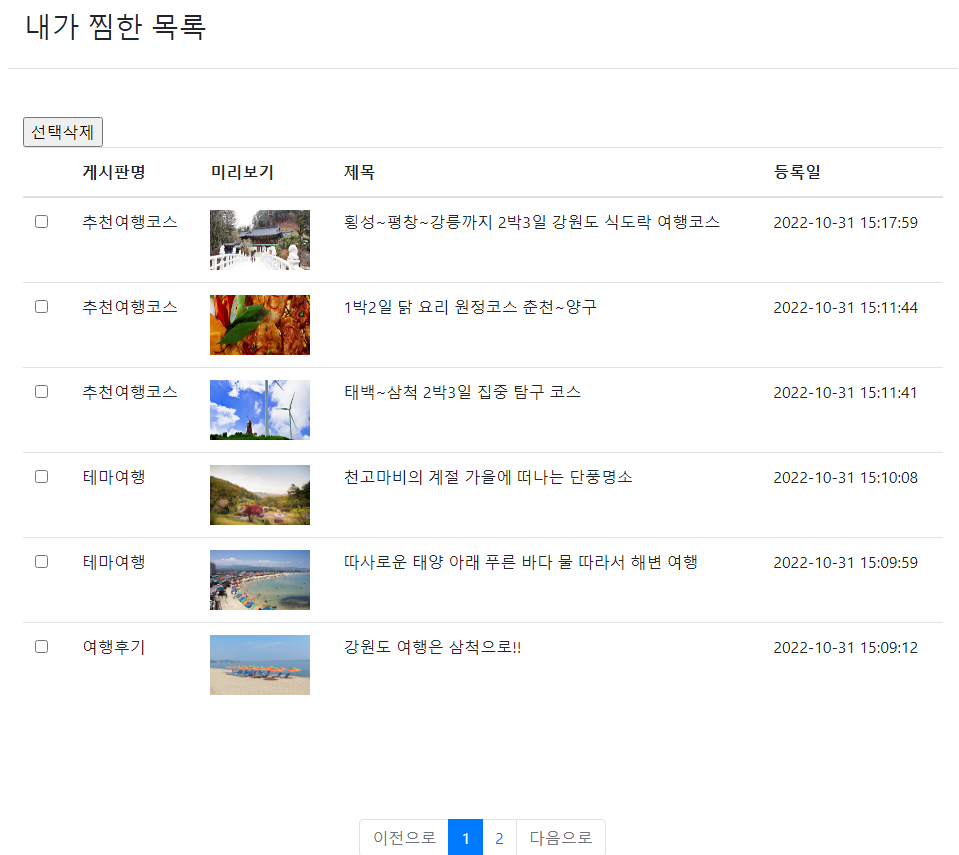 내가 찜한 목록
선택삭제
게시판명 미리보기 제목 등록일
추천여행코스 횡성~평창~강릉까지 2박3일 강원도 식도락 여행코스 2022-10-31 15:17:59
추천여행코스 1박2일 닭 요리 원정코스 춘천~양구 2022-10-31 15:11:44
추천여행코스 태백~삼척 2박3일 집중 탐구 코스 2022-10-31 15:11:41
테마여행 천고마비의 계절 가을에 떠나는 단풍명소 2022-10-31 15:10:08
테마여행 따사로운 태양 아래 푸른 바다 물 따라서 해변 여행 2022-10-31 15:09:59
여행후기 강원도 여행은 삼척으로!! 2022-10-31 15:09:12
이전으로 1 2 다음으로